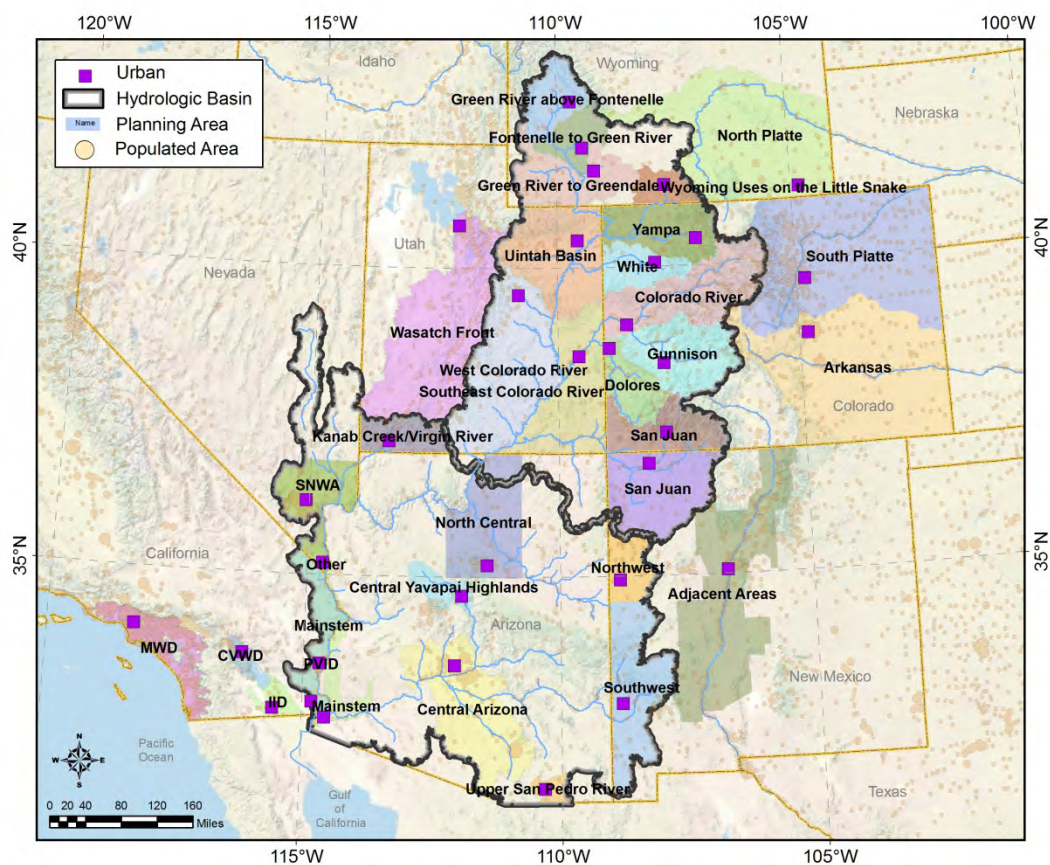 120°W
115°W
110°W
105°W
100°W
Urban
Hydrologic Basin
Name
Planning Area
Populated Area
Idaho
Wyoming
Nebraska
Green River above Fontenelle
Fontenelle to Green River
North Platte
Green River to Greendale
Wyoming Uses on the Little Snake
40°N
40°N
Utah
Yampa
Nevada
Uintah Basin
White
South Platte
Colorado River
Wasatch Front
Gunnison
West Colorado River
Arkansas
Southeast Colorado River
Dolores
Colorado
Kanab Creek/Virgin River
San Juan
SNWA
San Juan
North Central
35°N
35°N
California
Other
Northwest
Central Yavapai Highlands
Adjacent Areas
Mainstem
Arizona
MWD
CVWD
PVID
New Mexico
Southwest
IID
Mainstem
Central Arizona
Pacific
Ocean
N
W
E
S
Upper San Pedro River
Gulf
of
California
Texas
0 20 40 80 120 160
Miles
115°W
110°W
105°W